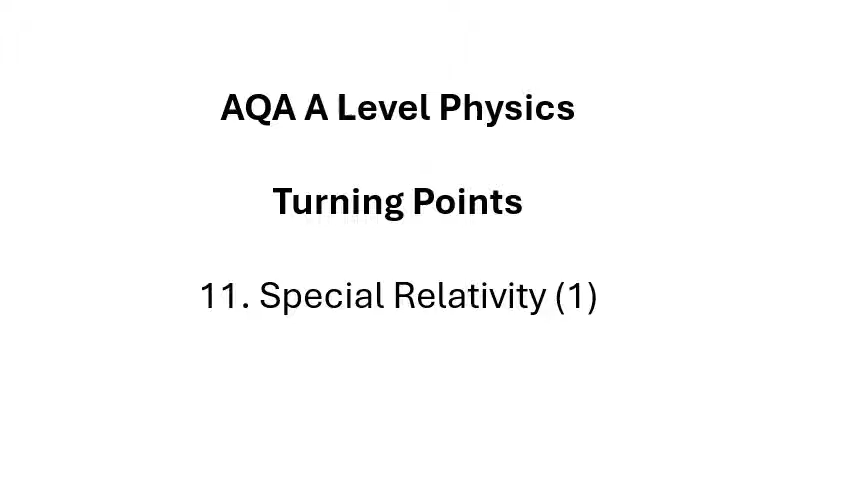 AQA A Level Physics
Turning Points
11. Special Relativity (1)